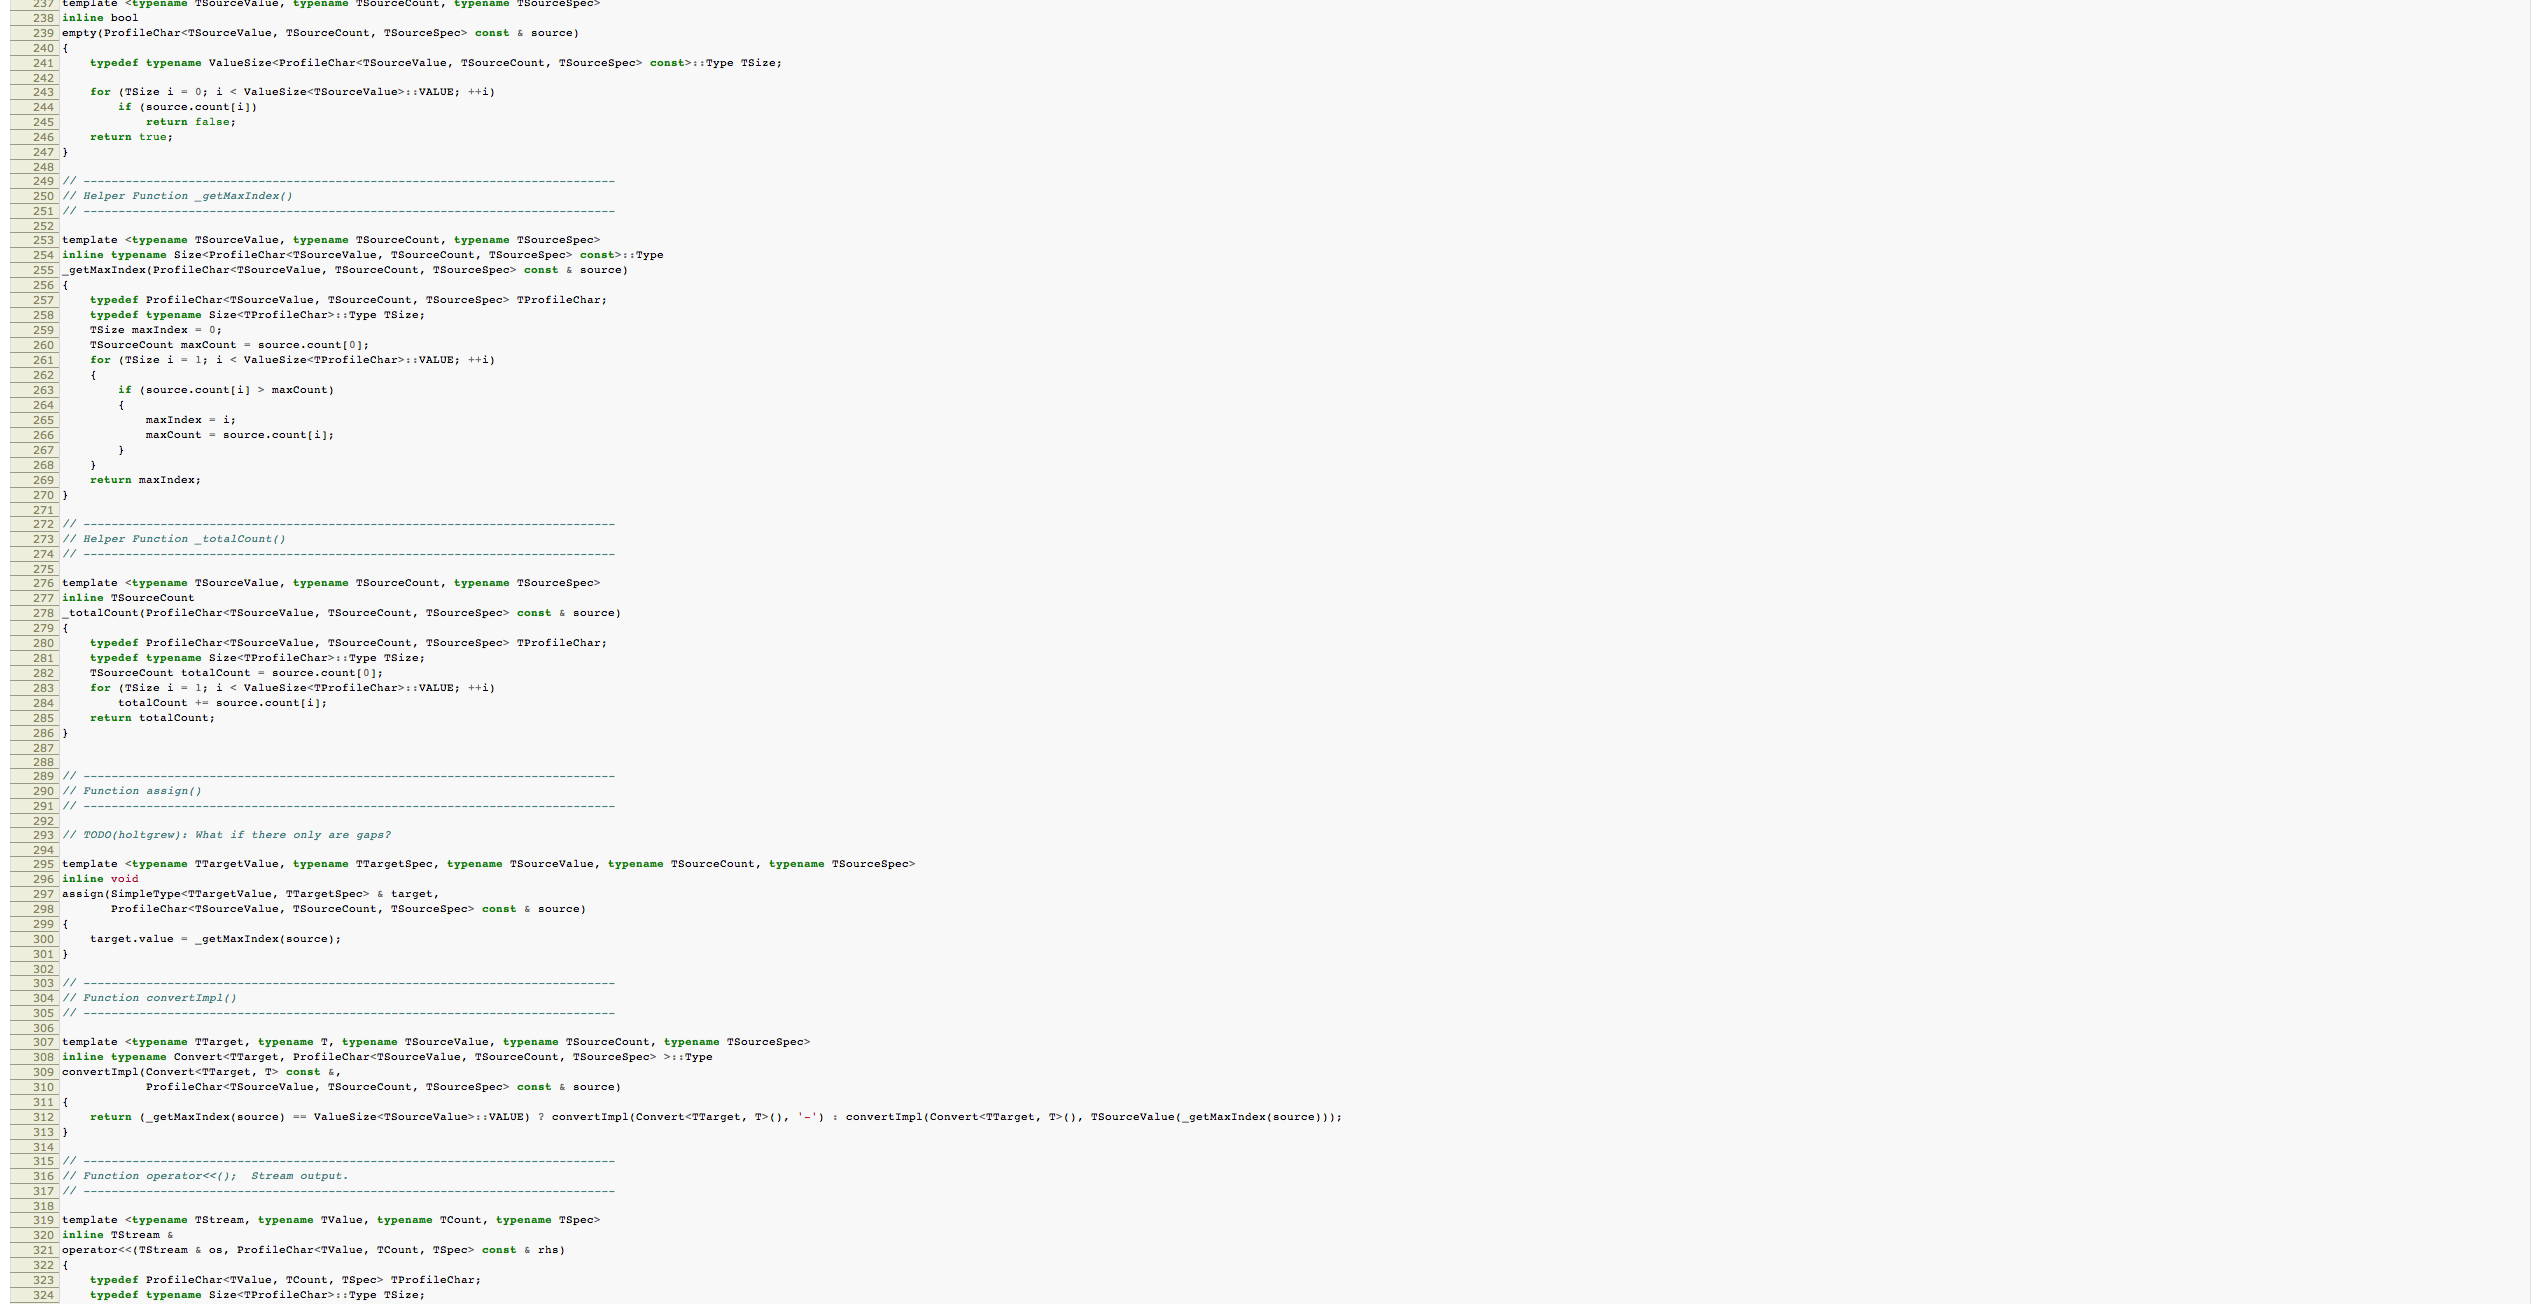 237 template <typename TSourceValue, typename TSourceCount, typename TSourceSpec>
238 inline bool
239 empty(ProfileChar<TSourceValue, TSourceCount, TSourceSpec> const & source)
240 {
241     typedef typename ValueSize<ProfileChar<TSourceValue, TSourceCount, TSourceSpec> const>::Type TSize;
242
243     for (TSize i = 0; i < ValueSize<TSourceValue>::VALUE; ++i)
244         if (source.count[i])
245             return false;
246     return true;
247 }
248
249 // ----------------------------------------------------------------------------
250 // Helper Function _getMaxIndex()
251 // ----------------------------------------------------------------------------
252
253 template <typename TSourceValue, typename TSourceCount, typename TSourceSpec>
254 inline typename Size<ProfileChar<TSourceValue, TSourceCount, TSourceSpec> const>::Type
255 _getMaxIndex(ProfileChar<TSourceValue, TSourceCount, TSourceSpec> const & source)
256 {
257     typedef ProfileChar<TSourceValue, TSourceCount, TSourceSpec> TProfileChar;
258     typedef typename Size<TProfileChar>::Type TSize;
259     TSize maxIndex = 0;
260     TSourceCount maxCount = source.count[0];
261     for (TSize i = 1; i < ValueSize<TProfileChar>::VALUE; ++i)
262     {
263         if (source.count[i] > maxCount)
264         {
265             maxIndex = i;
266             maxCount = source.count[i];
267         }
268     }
269     return maxIndex;
270 }
271
272 // ----------------------------------------------------------------------------
273 // Helper Function _totalCount()
274 // ----------------------------------------------------------------------------
275
276 template <typename TSourceValue, typename TSourceCount, typename TSourceSpec>
277 inline TSourceCount
278 _totalCount(ProfileChar<TSourceValue, TSourceCount, TSourceSpec> const & source)
279 {
280     typedef ProfileChar<TSourceValue, TSourceCount, TSourceSpec> TProfileChar;
281     typedef typename Size<TProfileChar>::Type TSize;
282     TSourceCount totalCount = source.count[0];
283     for (TSize i = 1; i < ValueSize<TProfileChar>::VALUE; ++i)
284         totalCount += source.count[i];
285     return totalCount;
286 }
287
288
289 // ----------------------------------------------------------------------------
290 // Function assign()
291 // ----------------------------------------------------------------------------
292
293 // TODO(holtgrew): What if there only are gaps?
294
295 template <typename TTargetValue, typename TTargetSpec, typename TSourceValue, typename TSourceCount, typename TSourceSpec>
296 inline void
297 assign(SimpleType<TTargetValue, TTargetSpec> & target,
298        ProfileChar<TSourceValue, TSourceCount, TSourceSpec> const & source)
299 {
300     target.value = _getMaxIndex(source);
301 }
302
303 // ----------------------------------------------------------------------------
304 // Function convertImpl()
305 // ----------------------------------------------------------------------------
306
307 template <typename TTarget, typename T, typename TSourceValue, typename TSourceCount, typename TSourceSpec>
308 inline typename Convert<TTarget, ProfileChar<TSourceValue, TSourceCount, TSourceSpec> >::Type
309 convertImpl(Convert<TTarget, T> const &,
310             ProfileChar<TSourceValue, TSourceCount, TSourceSpec> const & source)
311 {
312     return (_getMaxIndex(source) == ValueSize<TSourceValue>::VALUE) ? convertImpl(Convert<TTarget, T>(), '-') : convertImpl(Convert<TTarget, T>(), TSourceValue(_getMaxIndex(source)));
313 }
314
315 // ----------------------------------------------------------------------------
316 // Function operator<<();  Stream output.
317 // ----------------------------------------------------------------------------
318
319 template <typename TStream, typename TValue, typename TCount, typename TSpec>
320 inline TStream &
321 operator<<(TStream & os, ProfileChar<TValue, TCount, TSpec> const & rhs)
322 {
323     typedef ProfileChar<TValue, TCount, TSpec> TProfileChar;
324     typedef typename Size<TProfileChar>::Type TSize;